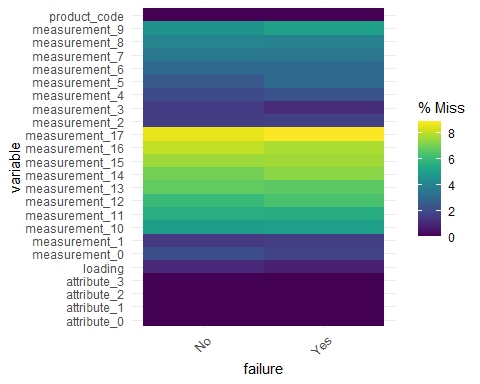 product_code
measurement_9
measurement_8
measurement_7
measurement_6
measurement_5
measurement_4
measurement_3
measurement_2
measurement_17
measurement_16
measurement_15
measurement_14
measurement_13
measurement_12
measurement_11
measurement_10
measurement_1
measurement_0
loading
attribute_3
attribute_2
attribute_1
attribute_0
variable
No
Yes
failure
% Miss
8
6
4
2
0